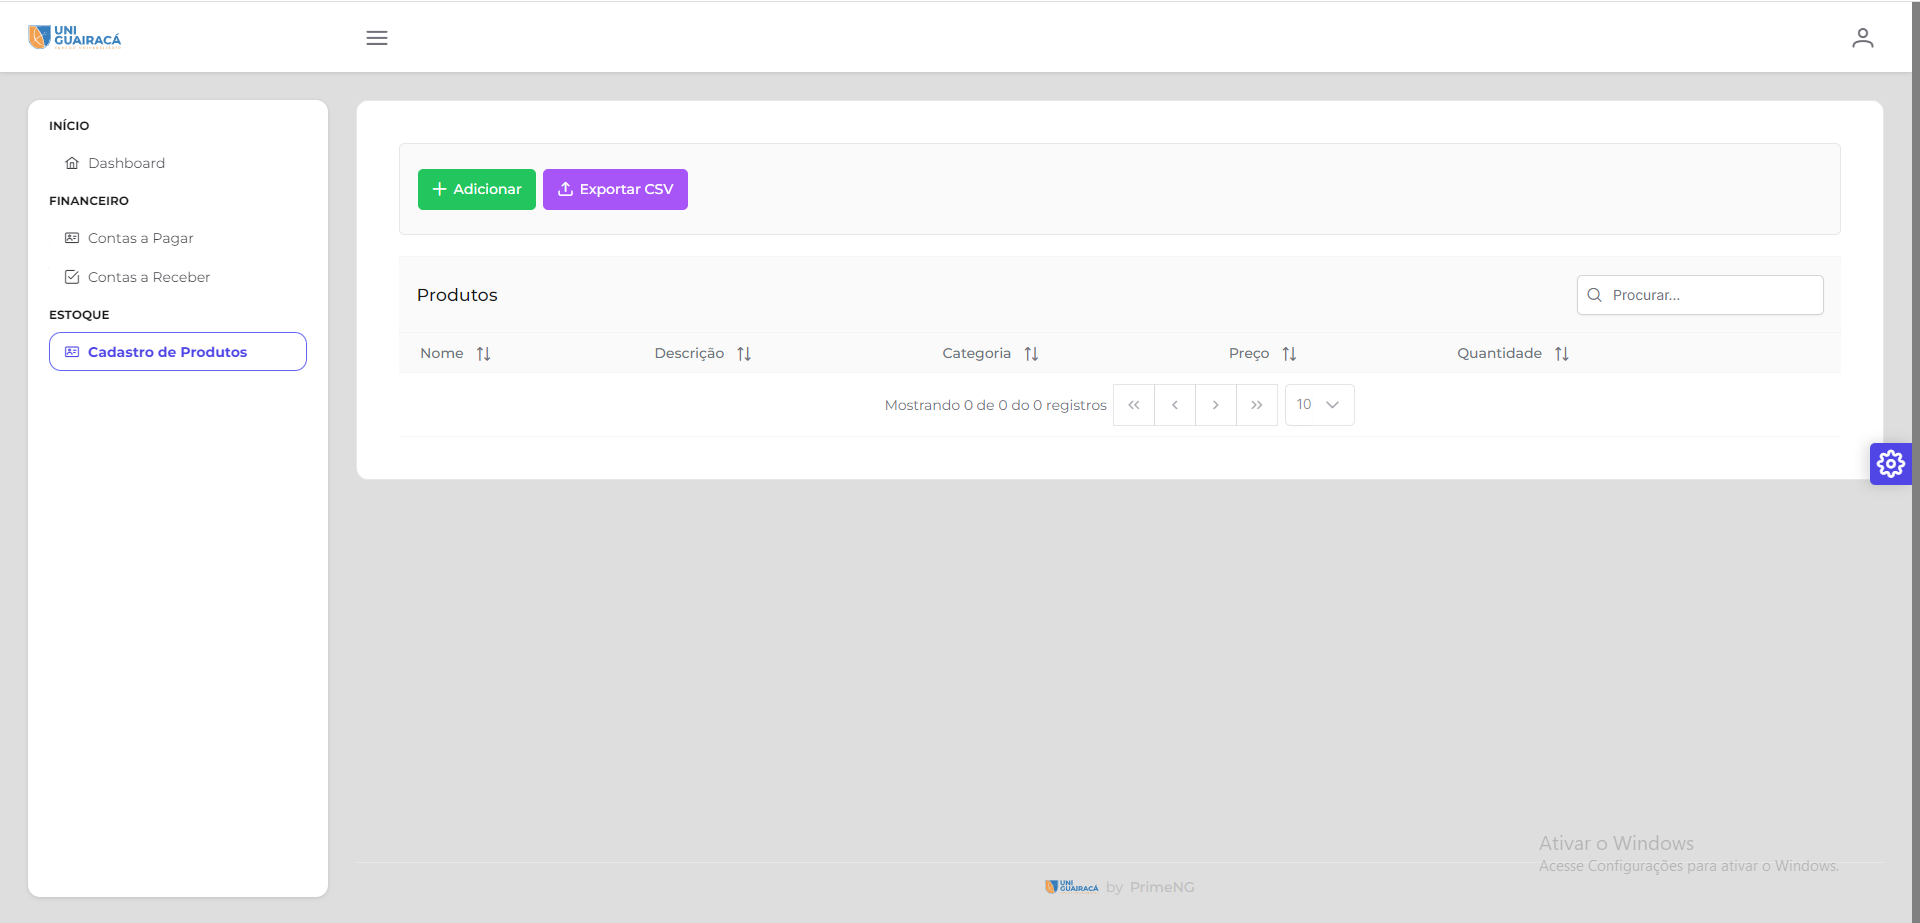 UNI
GUAIRACÁ
INÍCIO
Dashboard
FINANCEIRO
Contas a Pagar
Contas a Receber
ESTOQUE
Cadastro de Produtos
Adicionar
Exportar CSV
Produtos
Procurar...
Nome Descrição Categoria Preço Quantidade
Mostrando 0 de 0 do 0 registros
10
Ativar o Windows
Acesse Configurações para ativar o Windows.
UNI
GUAIRACÁ
by PrimeNG